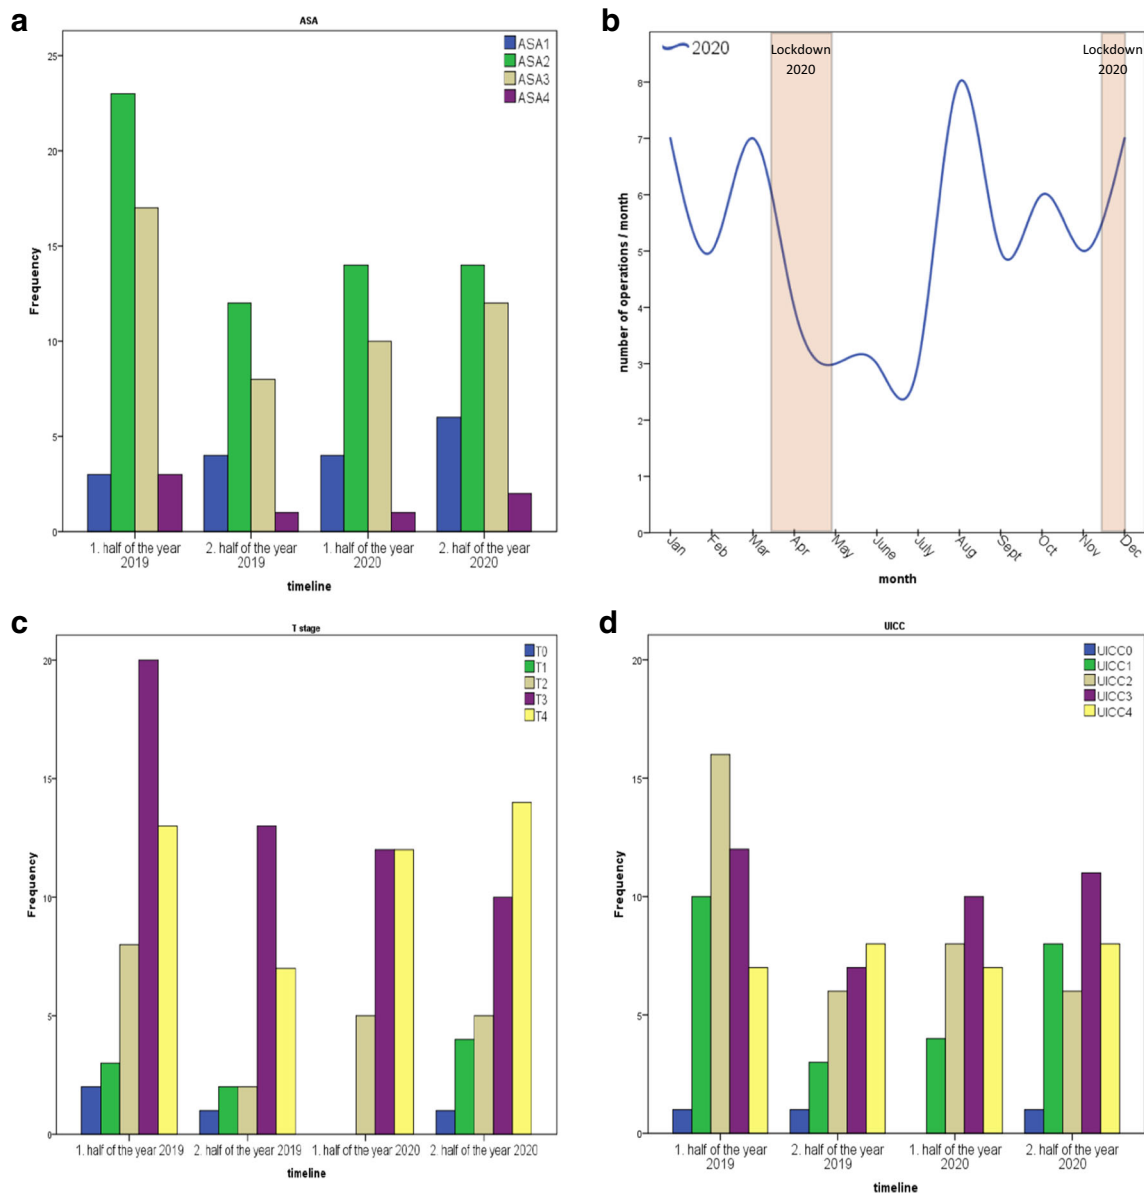 a
ASA
ASA1
ASA2
ASA3
ASA4
25
20
15
10
5
0
Frequency
1. half of the year
2019
2. half of the year
2019
1. half of the year
2020
2. half of the year
2020
timeline
b
2020
Lockdown
2020
Lockdown
2020
8
7
6
5
4
3
2
1
0
number of operations / month
Jan
Feb
Mar
Apr
May
June
July
Aug
Sept
Oct
Nov
Dec
month
c
T stage
T0
T1
T2
T3
T4
20
15
10
5
0
Frequency
1. half of the year 2019
2. half of the year 2019
1. half of the year 2020
2. half of the year 2020
timeline
d
UICC
UICC0
UICC1
UICC2
UICC3
UICC4
20
15
10
5
0
Frequency
1. half of the year
2019
2. half of the year
2019
1. half of the year
2020
2. half of the year
2020
timeline